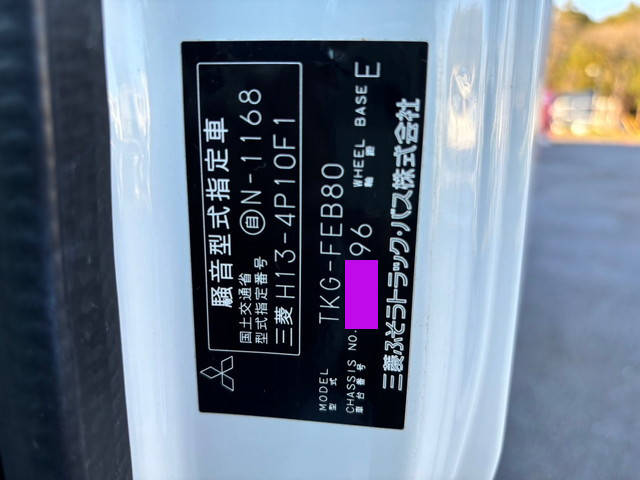 騒音型式指定車
国土交通省
型式指定番号 自N-1168
三菱 H13-4P10F1
MODEL
型式 TKG-FEB80
CHASSIS NO.
車台番号 96 WHEEL BASE
軸距 E
三菱ふそうトラック・バス株式会社